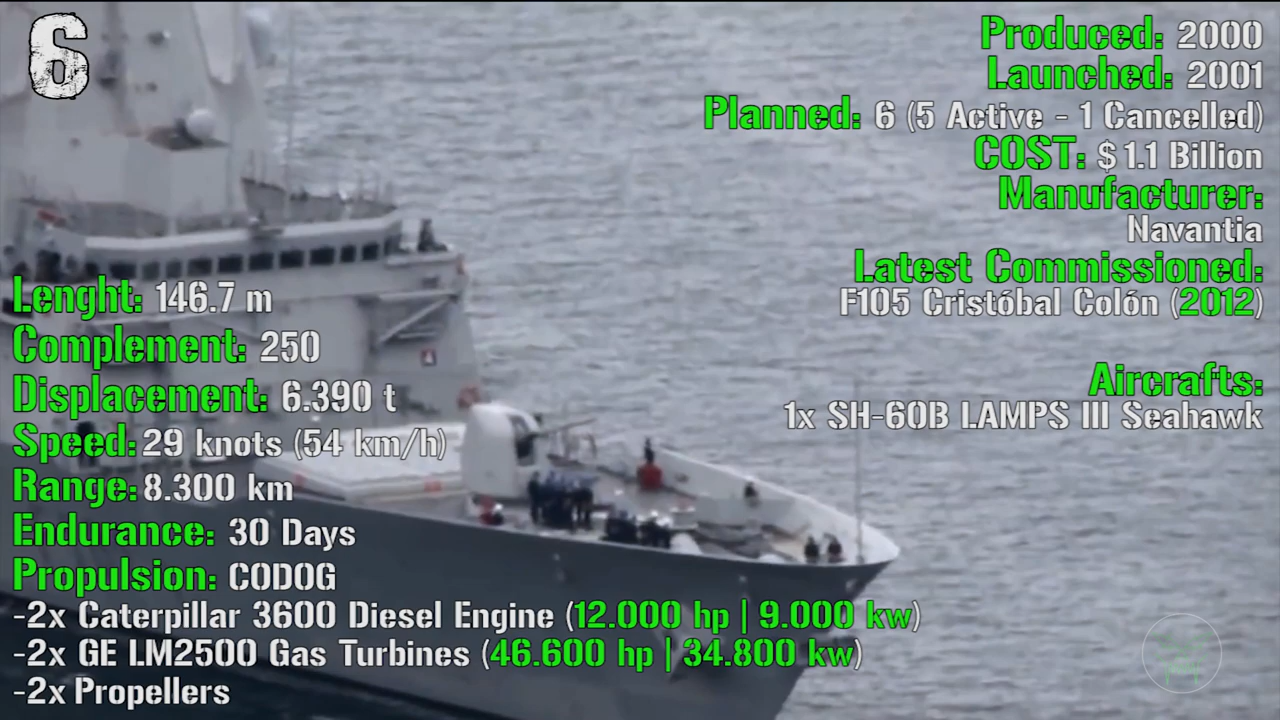 6
Produced: 2000
Launched: 2001
Planned: 6 (5 Active - 1 Cancelled)
COST: $ 1.1 Billion
Manufacturer:
Navantia
Latest Commissioned:
F105 Cristóbal Colón (2012)
Aircrafts:
1x SH-60B LAMPS III Seahawk
Lenght: 146.7 m
Complement: 250
Displacement: 6.390 t
Speed: 29 knots (54 km/h)
Range: 8.300 km
Endurance: 30 Days
Propulsion: CODOG
-2x Caterpillar 3600 Diesel Engine (12.000 hp | 9.000 kw)
-2x GE LM2500 Gas Turbines (46.600 hp | 34.800 kw)
-2x Propellers